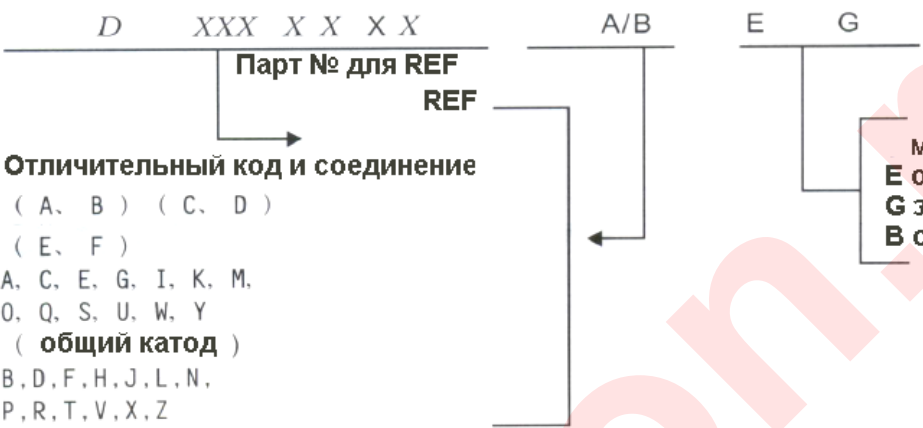 D XXX X X X X A/B E G
Парт № для REF
REF
Отличительный код и соединение
( A、 B ) ( C、 D )
( E、 F )
A, C, E, G, I, K, M,
O, Q, S, U, W, Y
( общий катод )
B,D,F,H,J,L,N,
P,R,T,V,X,Z
E
G
B